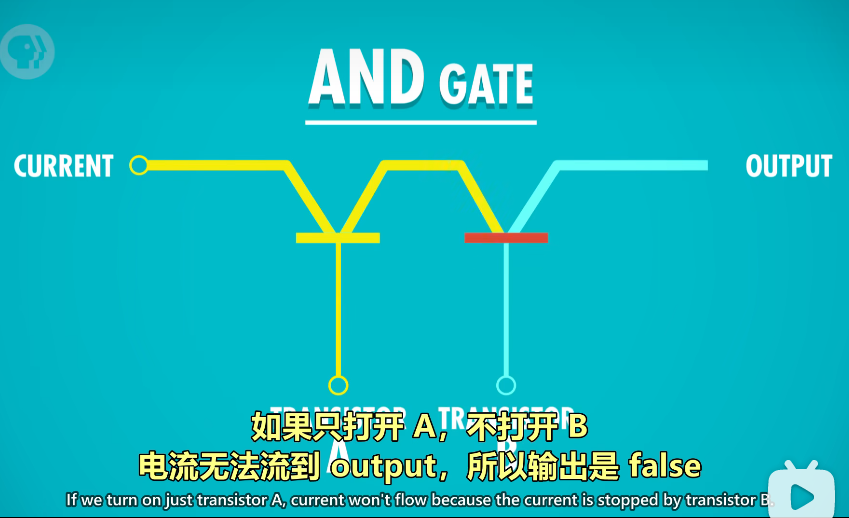 AND GATE
CURRENT
OUTPUT
TRANSISTOR TRANSISTOR
A B
如果只打开 A，不打开 B
电流无法流到 output，所以输出是 false
If we turn on just transistor A, current won't flow because the current is stopped by transistor B.